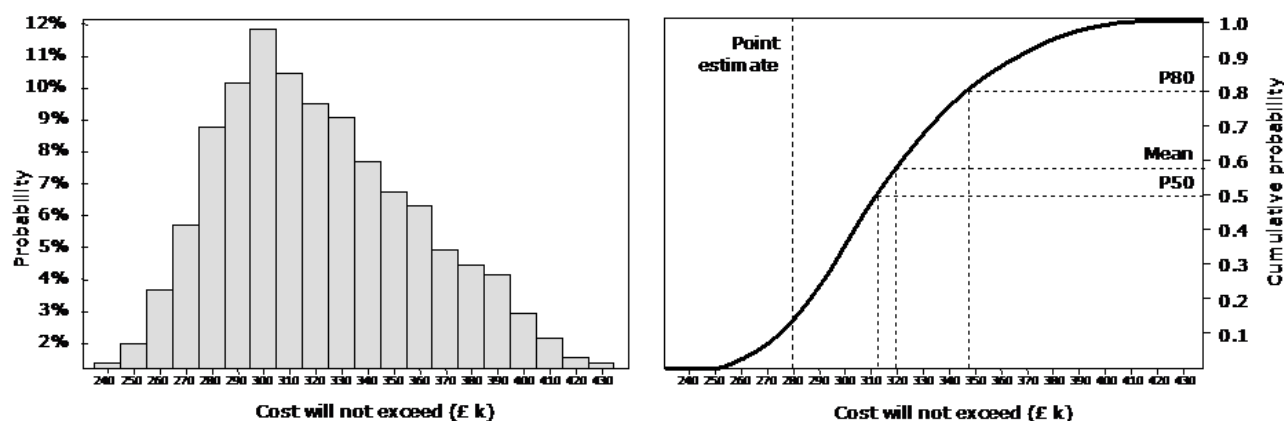 12%
11%
10%
9%
8%
7%
6%
5%
4%
3%
2%
Probability
240 250 260 270 280 290 300 310 320 330 340 350 360 370 380 390 400 410 420 430
Cost will not exceed (£ k)
Point
estimate
P80
Mean
P50
1.0
0.9
0.8
0.7
0.6
0.5
0.4
0.3
0.2
0.1
Cumulative probability
240 250 260 270 280 290 300 310 320 330 340 350 360 370 380 390 400 410 420 430
Cost will not exceed (£ k)